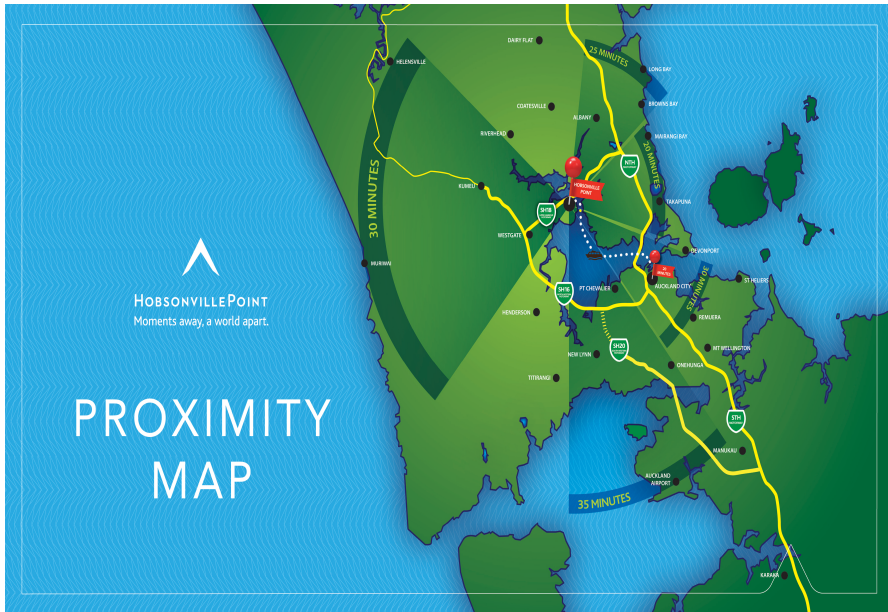 DAIRY FLAT
25 MINUTES
HELENSVILLE
LONG BAY
COATESVILLE
BROWNS BAY
ALBANY
RIVERHEAD
MAIRANGI BAY
20 MINUTES
NTH
HOBSONVILLE
POINT
KUMEU
30 MINUTES
SH18
TAKAPUNA
WESTGATE
DEVONPORT
MURIWAI
20
MINUTES
ST HELIERS
30 MINUTES
AUCKLAND CITY
PT CHEVALIER
SH16
HOBSONVILLEPOINT
Moments away, a world apart.
HENDERSON
REMUERA
SH20
MT WELLINGTON
NEW LYNN
ONEHUNGA
TITIRANGI
PROXIMITY
MAP
STH
MANUKAU
AUCKLAND
AIRPORT
35 MINUTES
KARAKA